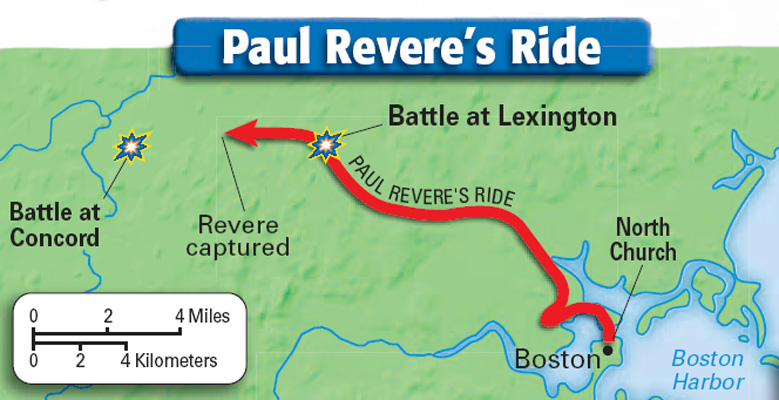 Paul Revere's Ride
Battle at Lexington
PAUL REVERE'S RIDE
Battle at
Concord
Revere
captured
North
Church
0 2 4 Miles
0 2 4 Kilometers
Boston
Boston
Harbor